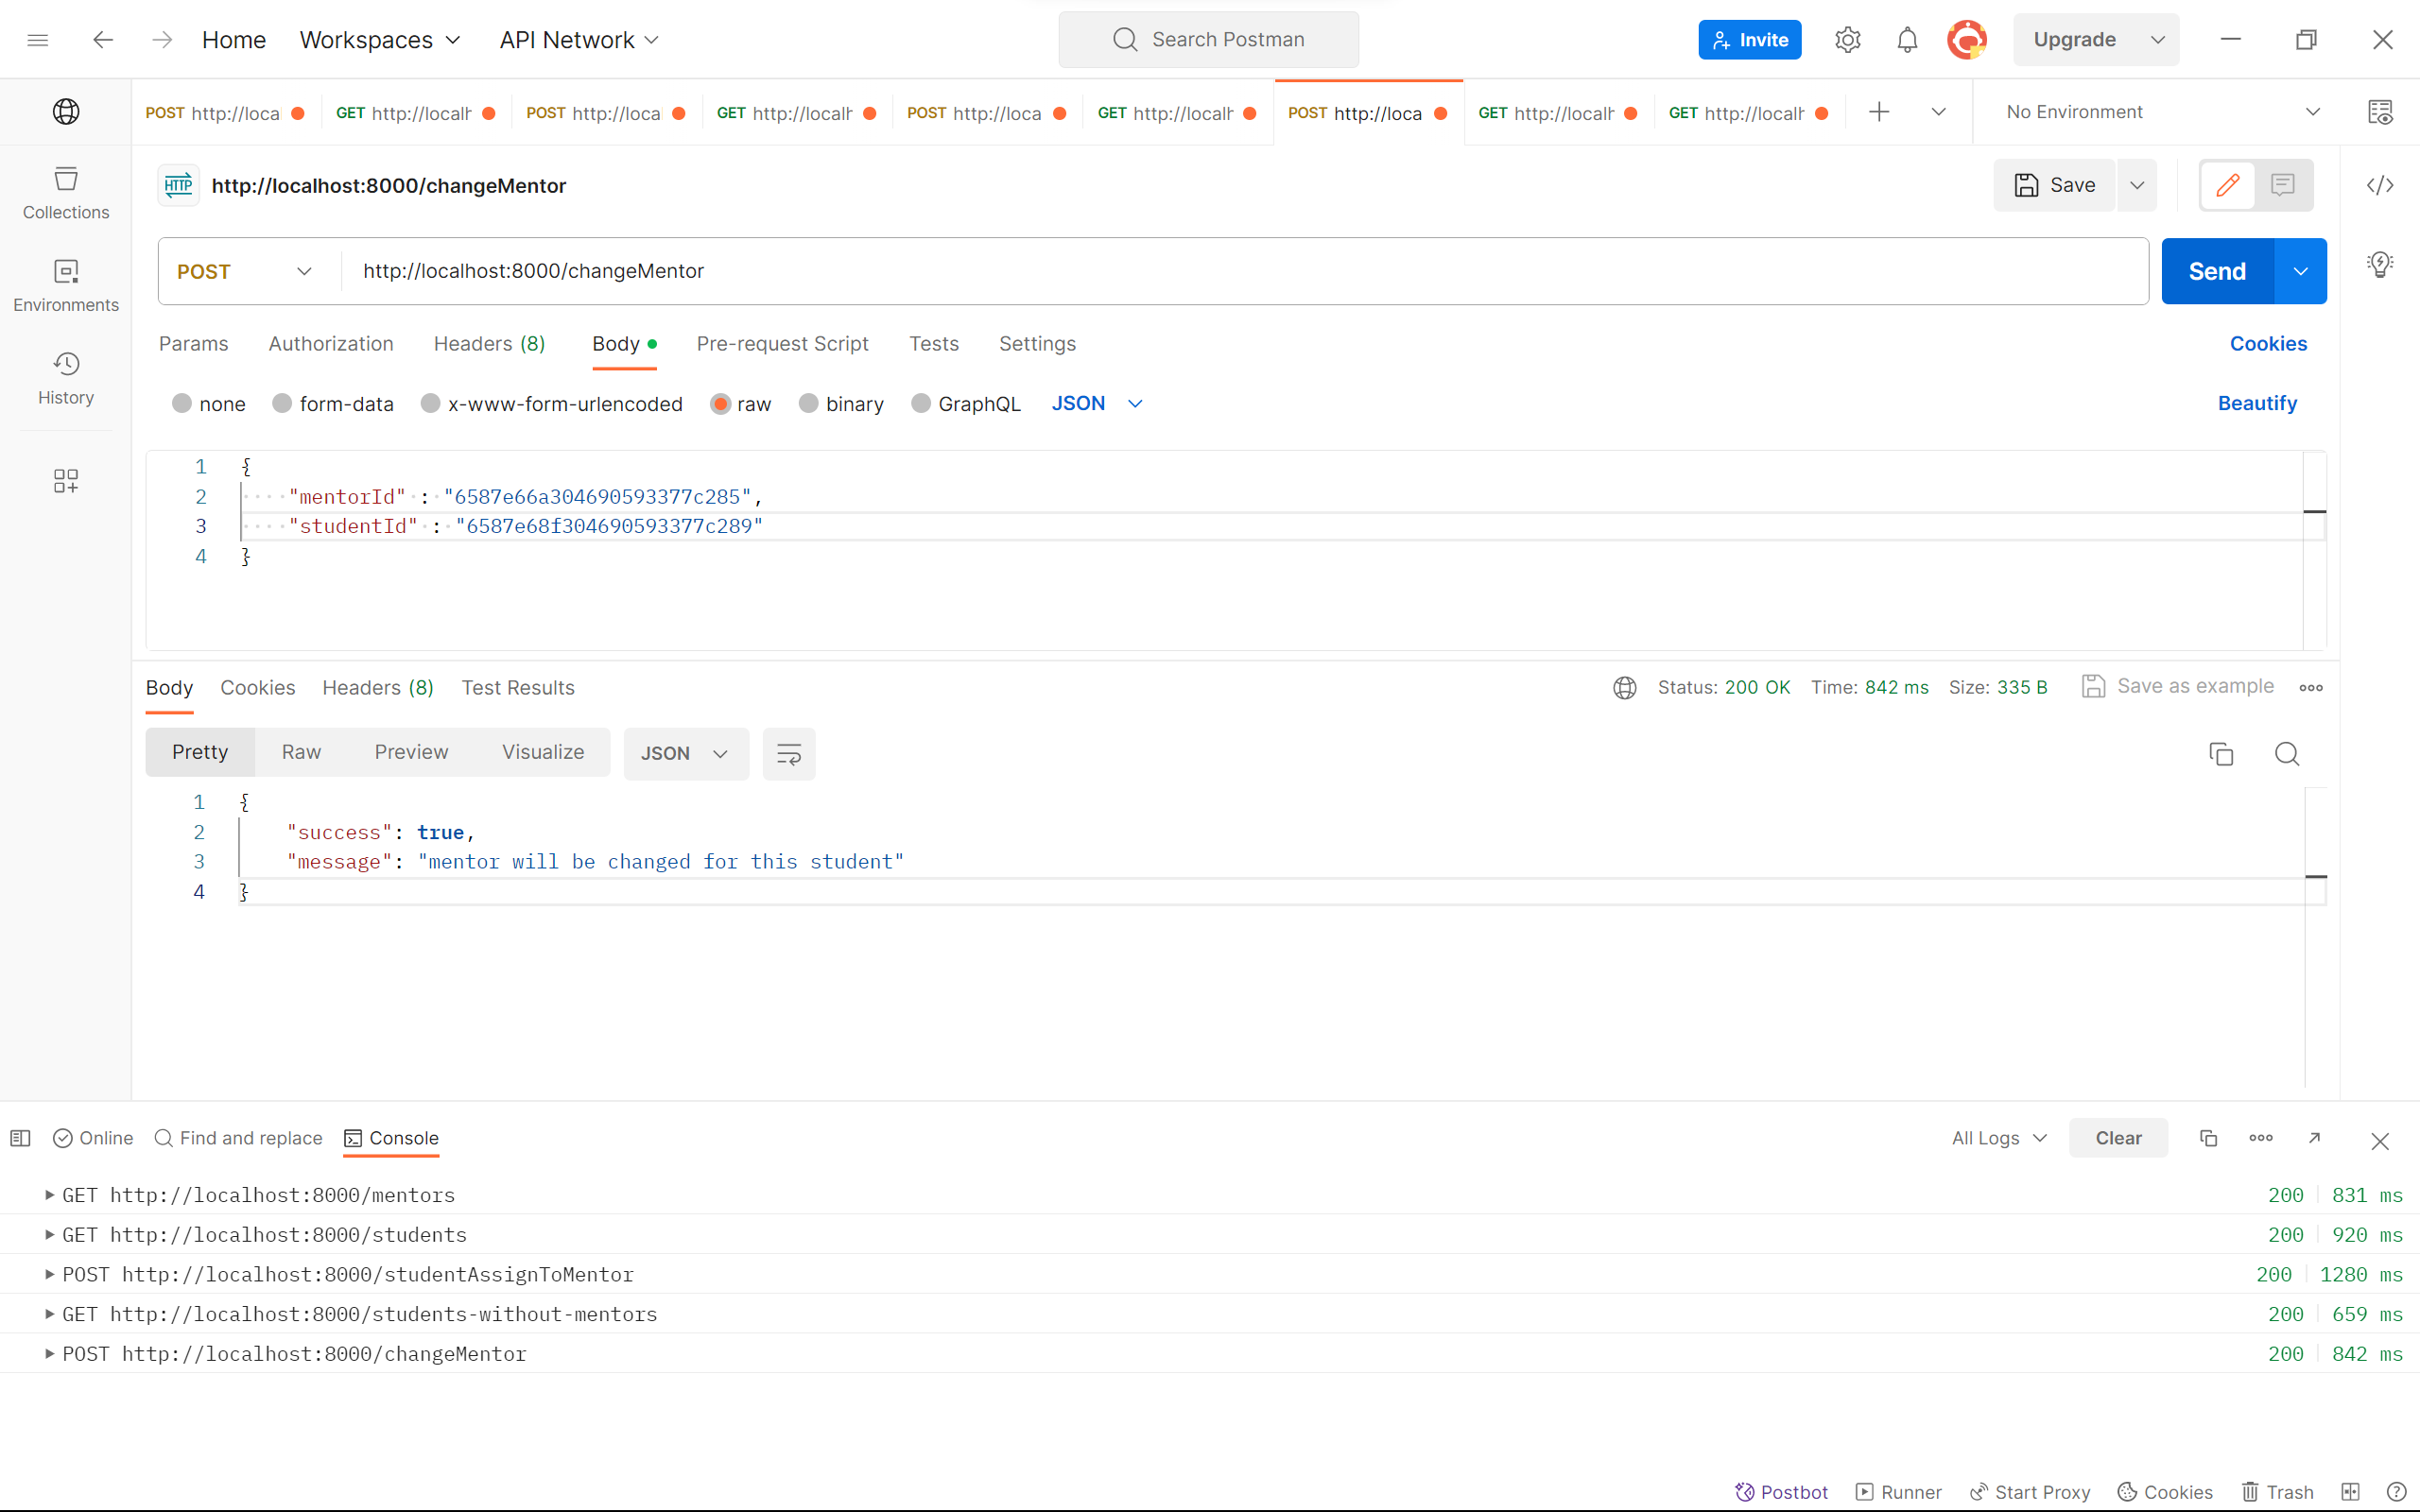 Home Workspaces API Network Search Postman Invite Upgrade
POST http://loca GET http://localh POST http://loca GET http://localh POST http://loca GET http://localh POST http://loca GET http://localh GET http://localh No Environment
Collections
Environments
History
HTTP http://localhost:8000/changeMentor Save
POST http://localhost:8000/changeMentor Send
Params Authorization Headers (8) Body Pre-request Script Tests Settings Cookies
none form-data x-www-form-urlencoded raw binary GraphQL JSON Beautify
1 {
2 "mentorId" : "6587e66a304690593377c285",
3 "studentId" : "6587e68f304690593377c289"
4 }
Body Cookies Headers (8) Test Results Status: 200 OK Time: 842 ms Size: 335 B Save as example
Pretty Raw Preview Visualize JSON
1 {
2 "success": true,
3 "message": "mentor will be changed for this student"
4 }
Online Find and replace Console All Logs Clear
GET http://localhost:8000/mentors 200 831 ms
GET http://localhost:8000/students 200 920 ms
POST http://localhost:8000/studentAssignToMentor 200 1280 ms
GET http://localhost:8000/students-without-mentors 200 659 ms
POST http://localhost:8000/changeMentor 200 842 ms
Postbot Runner Start Proxy Cookies Trash